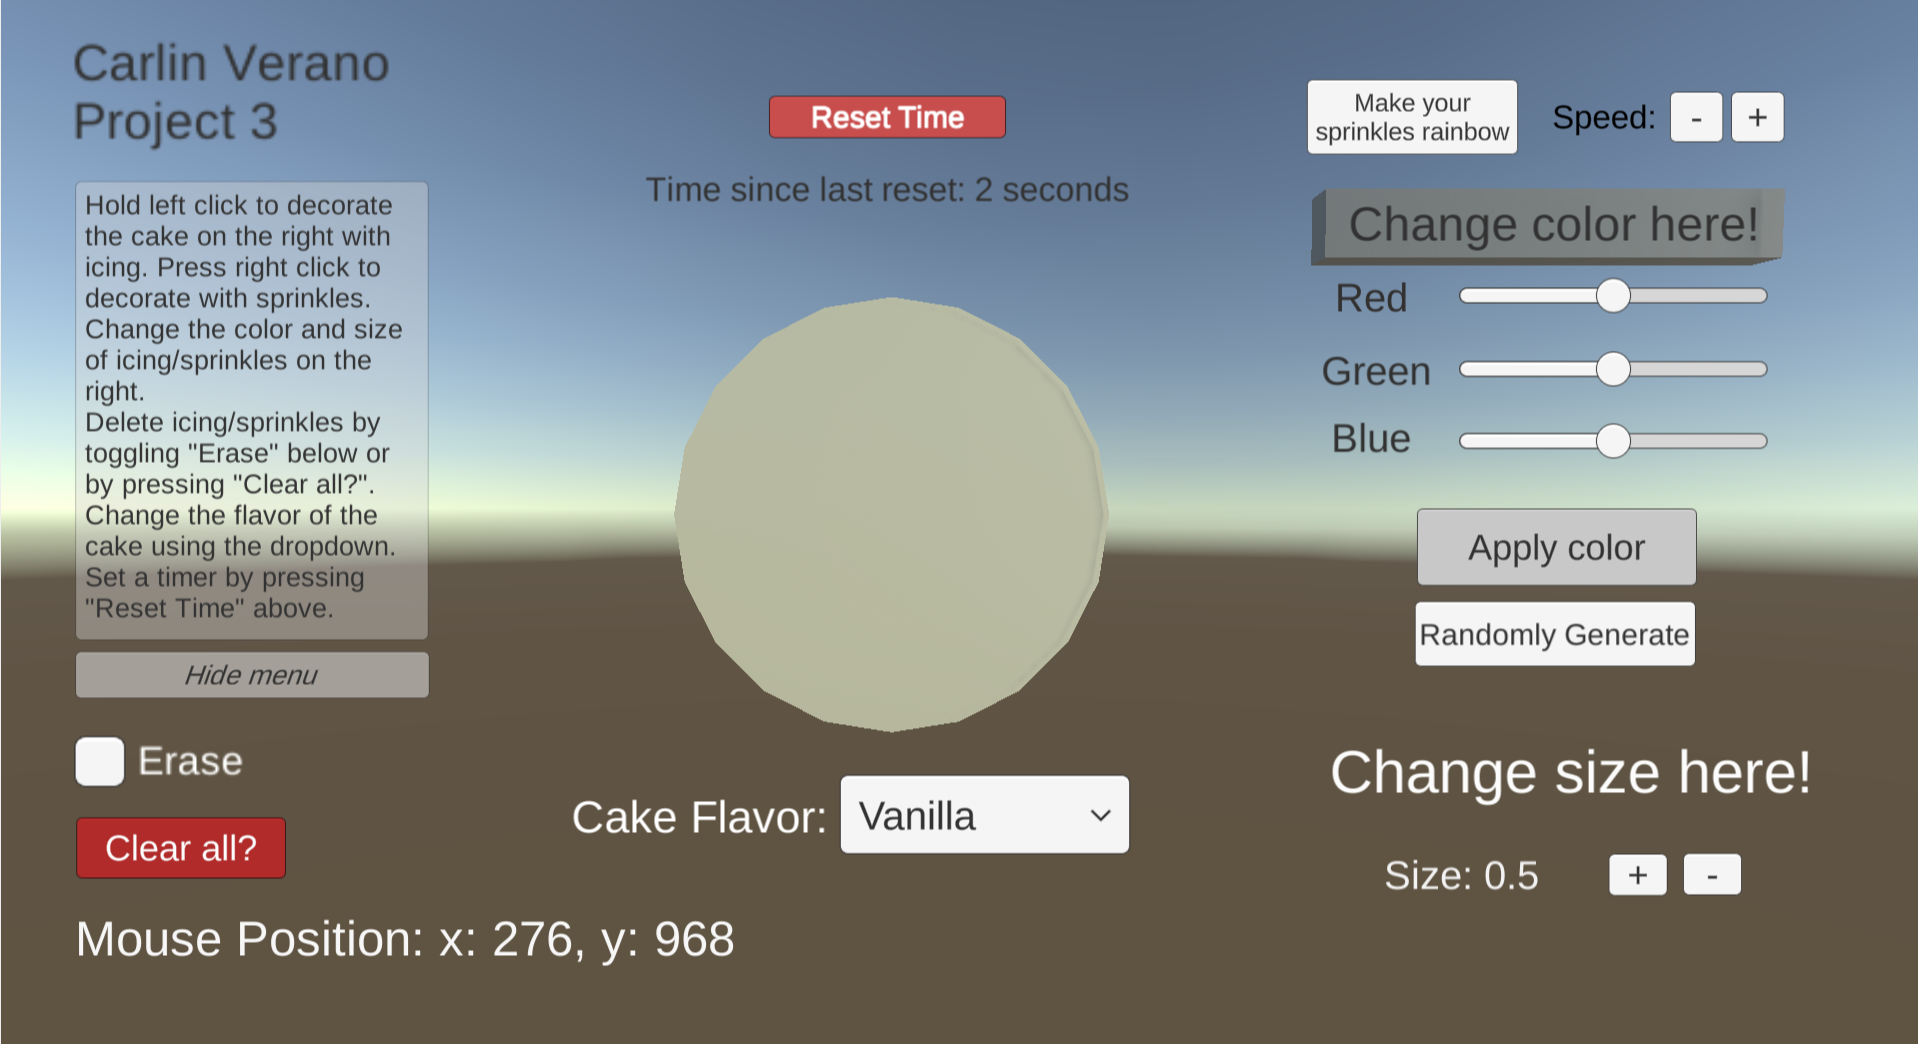 Carlin Verano
Project 3
Hold left click to decorate
the cake on the right with
icing. Press right click to
decorate with sprinkles.
Change the color and size
of icing/sprinkles on the
right.
Delete icing/sprinkles by
toggling "Erase" below or
by pressing "Clear all?".
Change the flavor of the
cake using the dropdown.
Set a timer by pressing
"Reset Time" above.
Hide menu
Erase
Clear all?
Mouse Position: x: 276, y: 968
Reset Time
Time since last reset: 2 seconds
Cake Flavor: Vanilla
Make your
sprinkles rainbow
Speed: - +
Change color here!
Red
Green
Blue
Apply color
Randomly Generate
Change size here!
Size: 0.5 + -